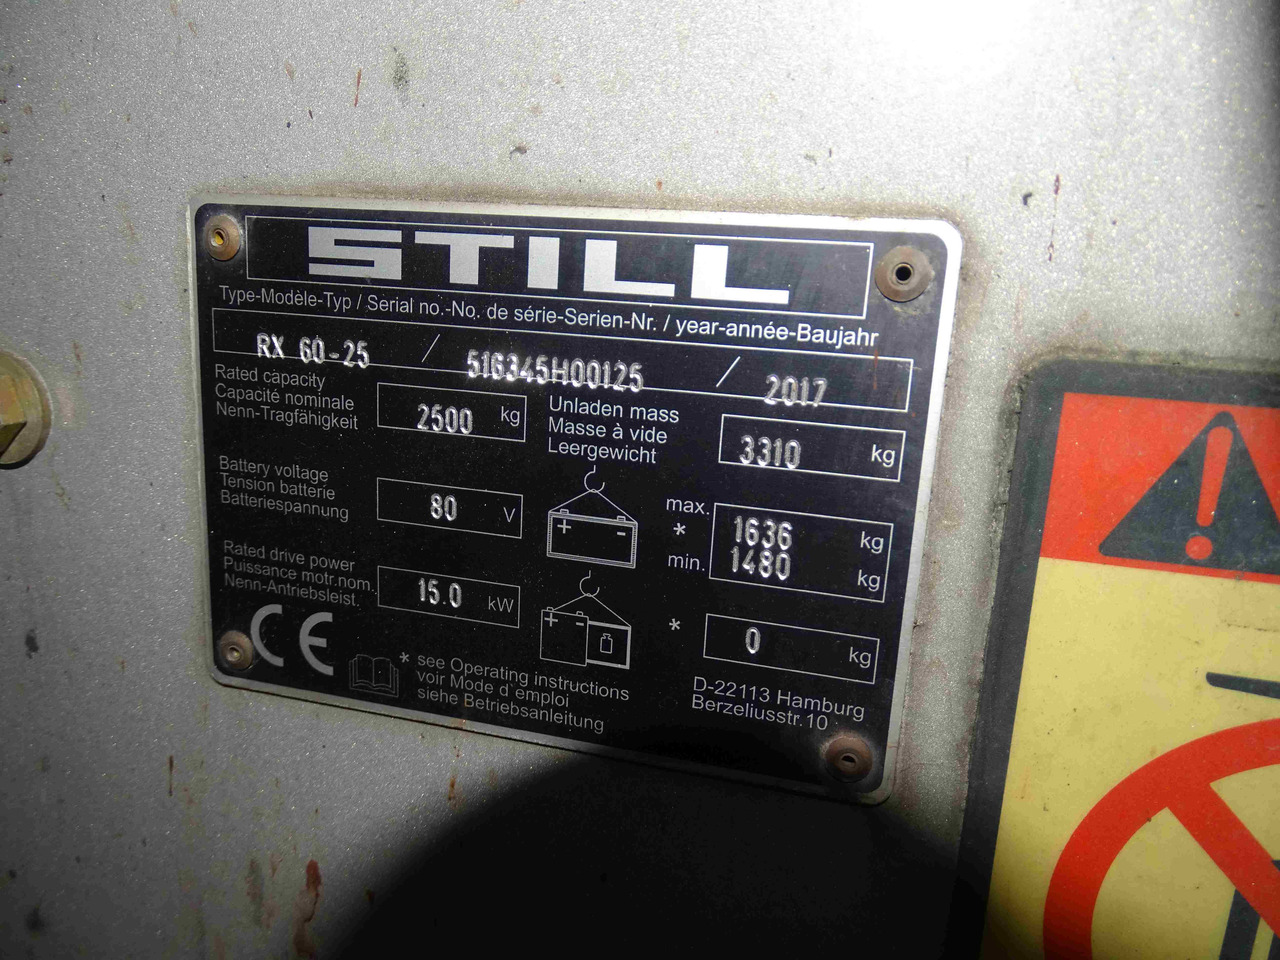 STILL
Type-Modèle-Typ / Serial no.-No. de série-Serien-Nr. / year-année-Baujahr
RX 60-25 / 516345H00125 / 2017
Rated capacity
Capacité nominale
Nenn-Tragfähigkeit
2500 kg
Unladen mass
Masse à vide
Leergewicht
3310 kg
Battery voltage
Tension batterie
Batteriespannung
80 V
+ -
max. 1636 kg
*
min. 1480 kg
Rated drive power
Puissance motr.nom.
Nenn-Antriebsleist.
15.0 kW
+ -
* 0 kg
CE
* see Operating instructions
voir Mode d'emploi
siehe Betriebsanleitung
D-22113 Hamburg
Berzeliusstr.10